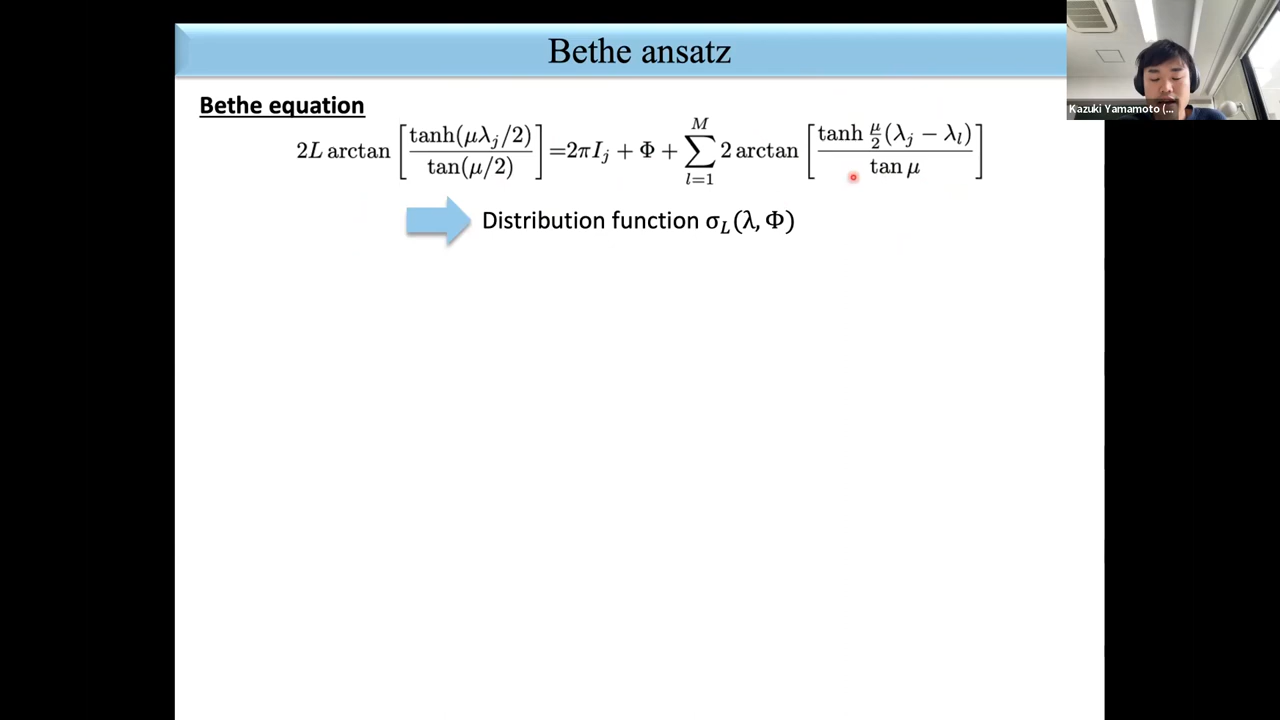 Bethe ansatz
Kazuki Yamamoto (...
Bethe equation
2L arctan [tanh(μλ_j/2) / tan(μ/2)] =2πI_j + Φ + ∑_{l=1}^{M} 2 arctan [tanh μ/2 (λ_j − λ_l) / tan μ]
Distribution function σ_L(λ, Φ)